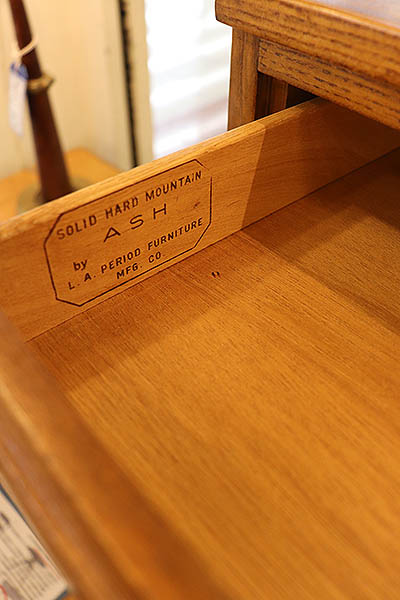 SOLID HARD MOUNTAIN
ASH
by
L. A. PERIOD FURNITURE
MFG. CO.